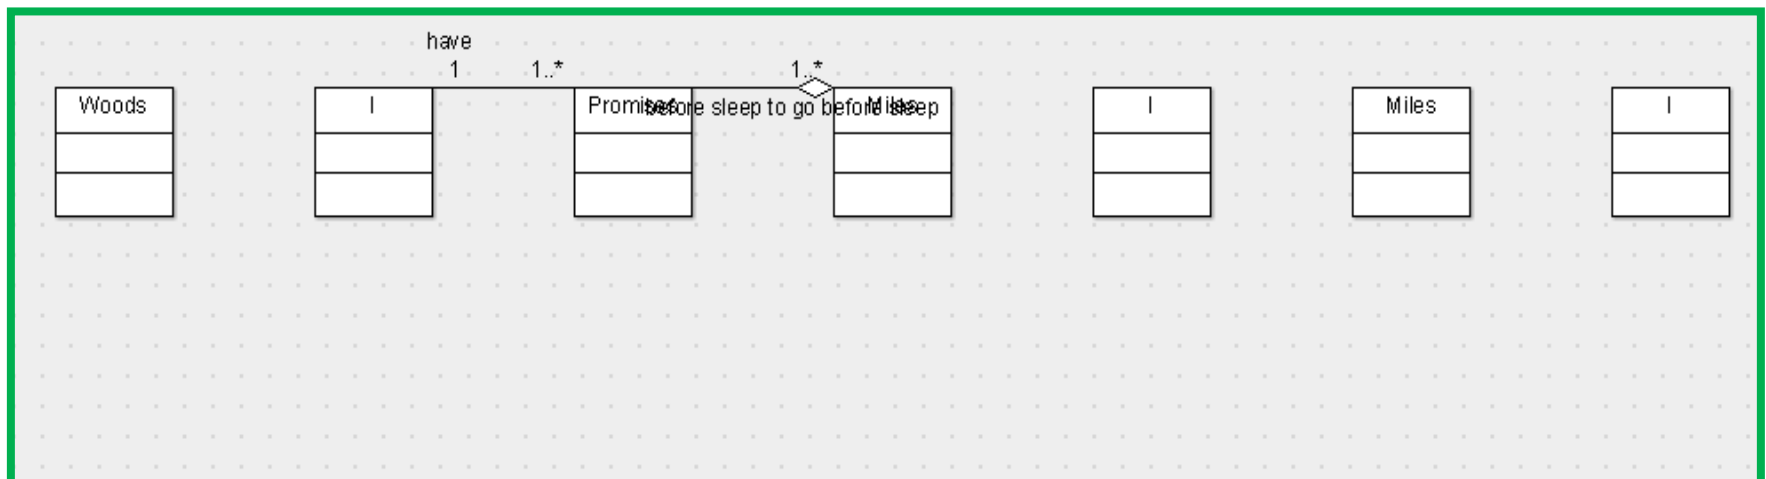 have
1 1..* 1..*
Woods I Promises Miles I Miles I
before sleep to go before sleep